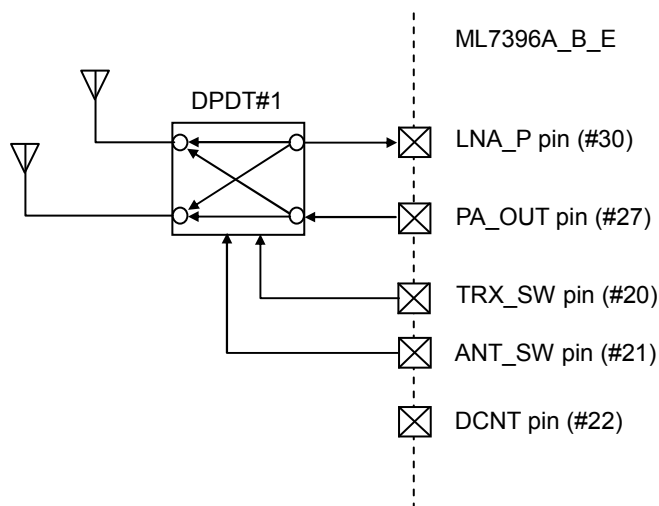 ML7396A_B_E
DPDT#1
LNA_P pin (#30)
PA_OUT pin (#27)
TRX_SW pin (#20)
ANT_SW pin (#21)
DCNT pin (#22)